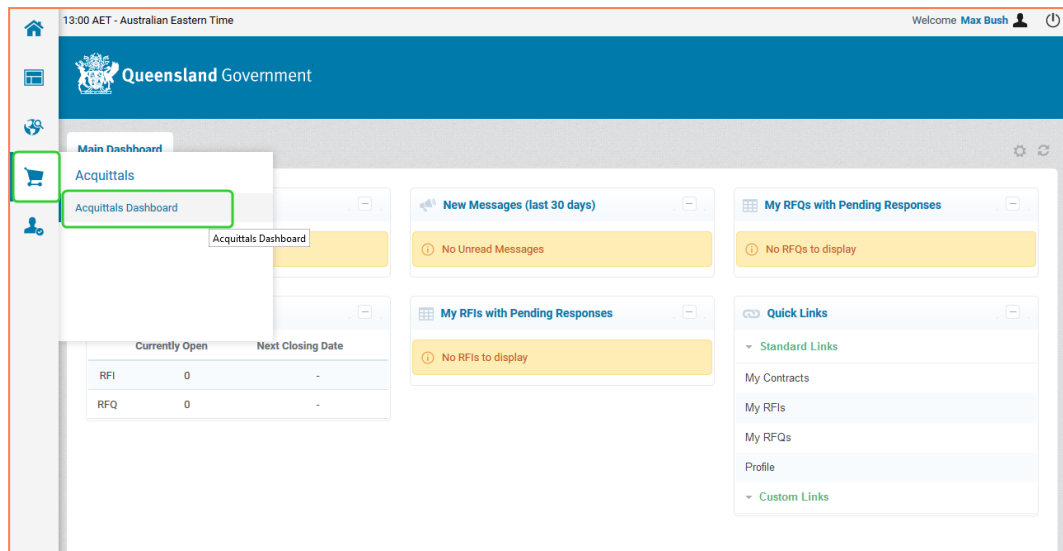 13:00 AET - Australian Eastern Time
Welcome Max Bush
Queensland Government
Main Dashboard
Acquittals
Acquittals Dashboard
Acquittals Dashboard
New Messages (last 30 days)
No Unread Messages
My RFQs with Pending Responses
No RFQs to display
Currently Open Next Closing Date
RFI 0 -
RFQ 0 -
My RFIs with Pending Responses
No RFIs to display
Quick Links
Standard Links
My Contracts
My RFIs
My RFQs
Profile
Custom Links